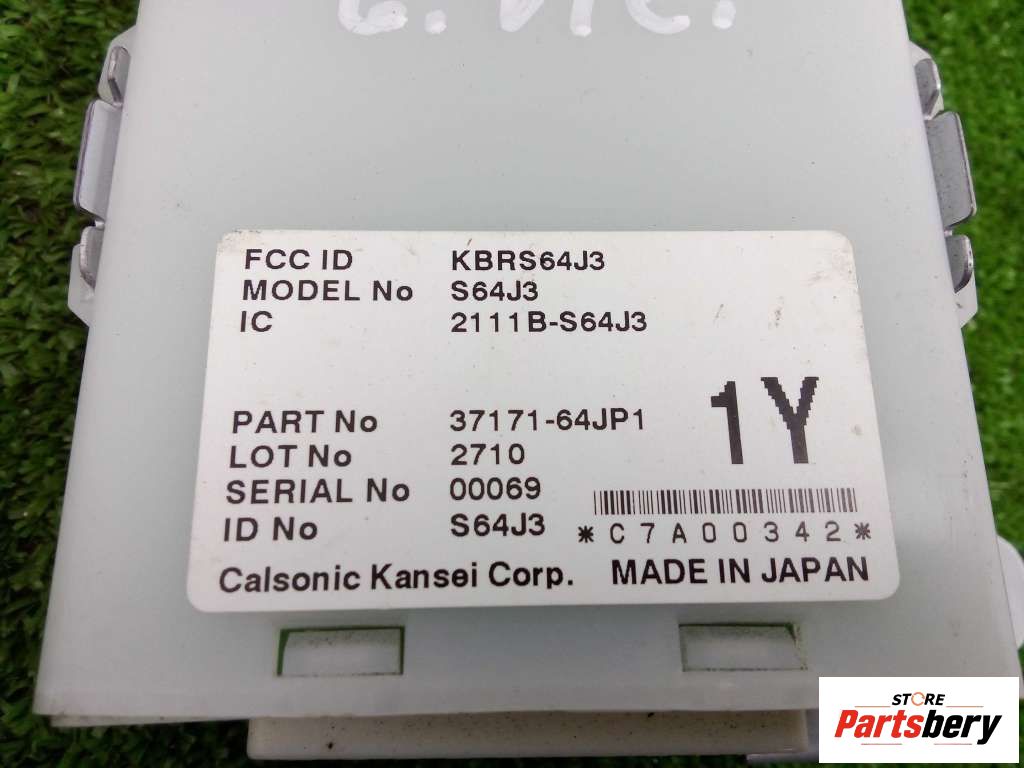 FCC ID KBRS64J3
MODEL No S64J3
IC 2111B-S64J3
PART No 37171-64JP1
LOT No 2710
SERIAL No 00069
ID No S64J3
1Y
*C7A00342*
Calsonic Kansei Corp. MADE IN JAPAN
STORE
Partsbery